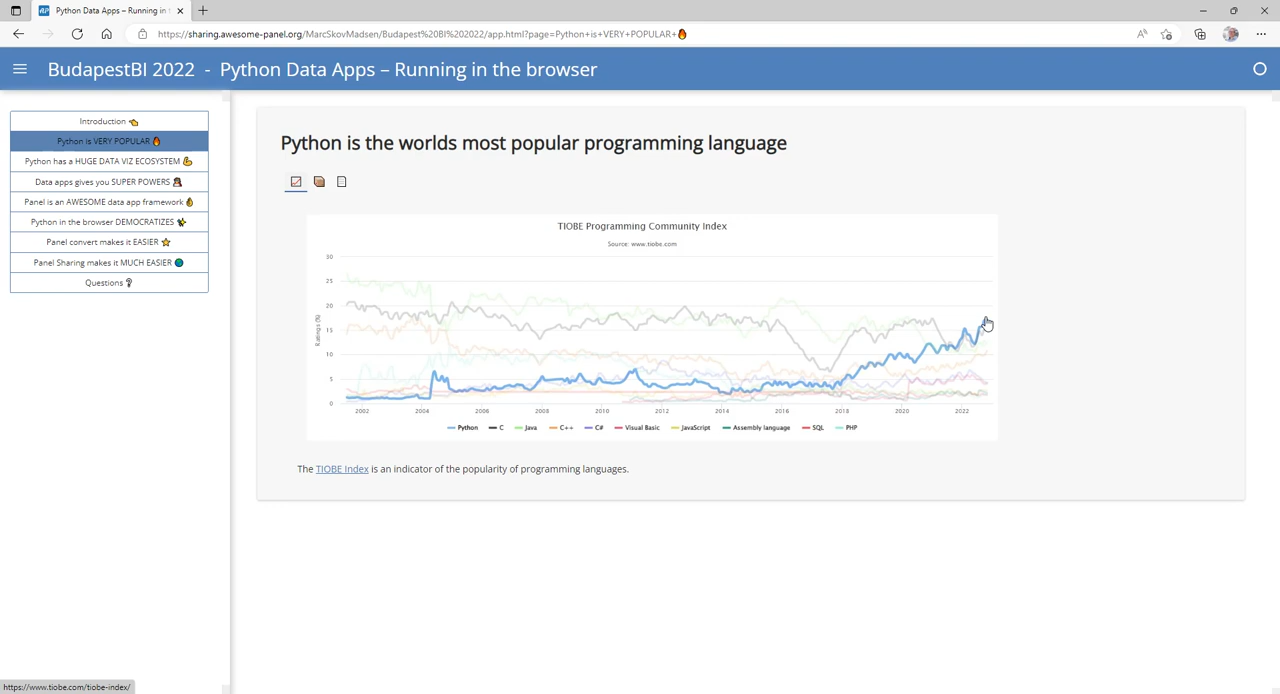 Python Data Apps – Running in t
https://sharing.awesome-panel.org/MarcSkovMadsen/Budapest%20BI%202022/app.html?page=Python+is+VERY+POPULAR+🔥
BudapestBI 2022 - Python Data Apps – Running in the browser
Introduction 👈
Python is VERY POPULAR 🔥
Python has a HUGE DATA VIZ ECOSYSTEM 💪
Data apps gives you SUPER POWERS
Panel is an AWESOME data app framework
Python in the browser DEMOCRATIZES
Panel convert makes it EASIER ⭐
Panel Sharing makes it MUCH EASIER 🌍
Questions ❔
Python is the worlds most popular programming language
TIOBE Programming Community Index
Source: www.tiobe.com
Ratings (%)
30
25
20
15
10
5
0
2002 2004 2006 2008 2010 2012 2014 2016 2018 2020 2022
Python C Java C++ C# Visual Basic JavaScript Assembly language SQL PHP
The TIOBE Index is an indicator of the popularity of programming languages.
https://www.tiobe.com/tiobe-index/